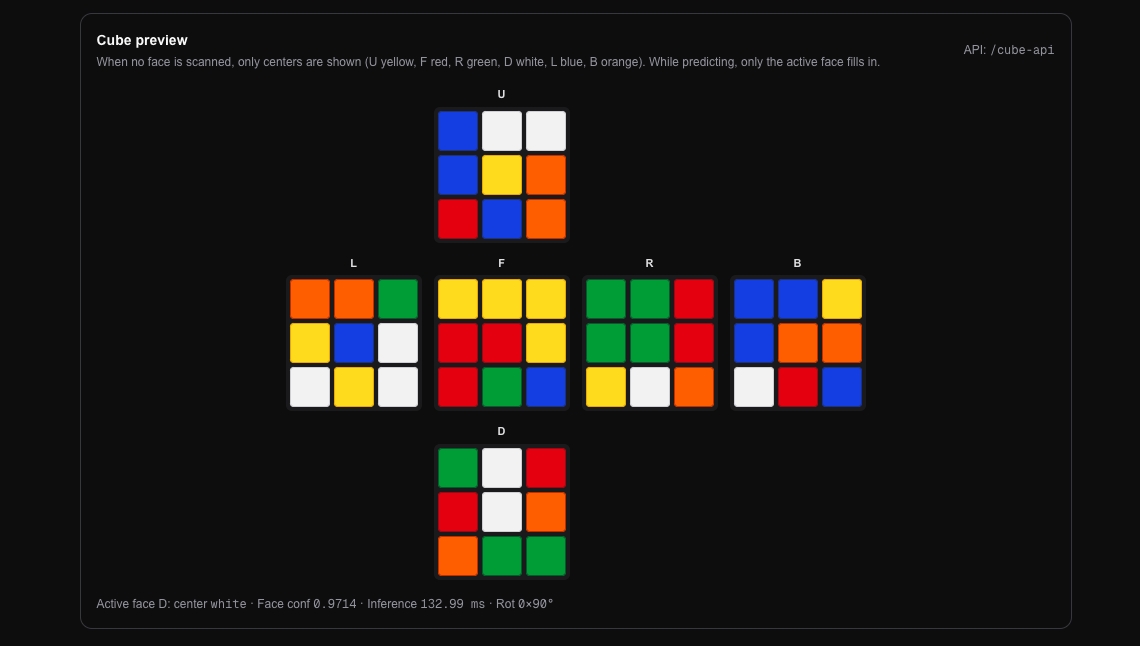 Cube preview
API: /cube-api
When no face is scanned, only centers are shown (U yellow, F red, R green, D white, L blue, B orange). While predicting, only the active face fills in.
U
L F R B
D
Active face D: center white · Face conf 0.9714 · Inference 132.99 ms · Rot 0×90°